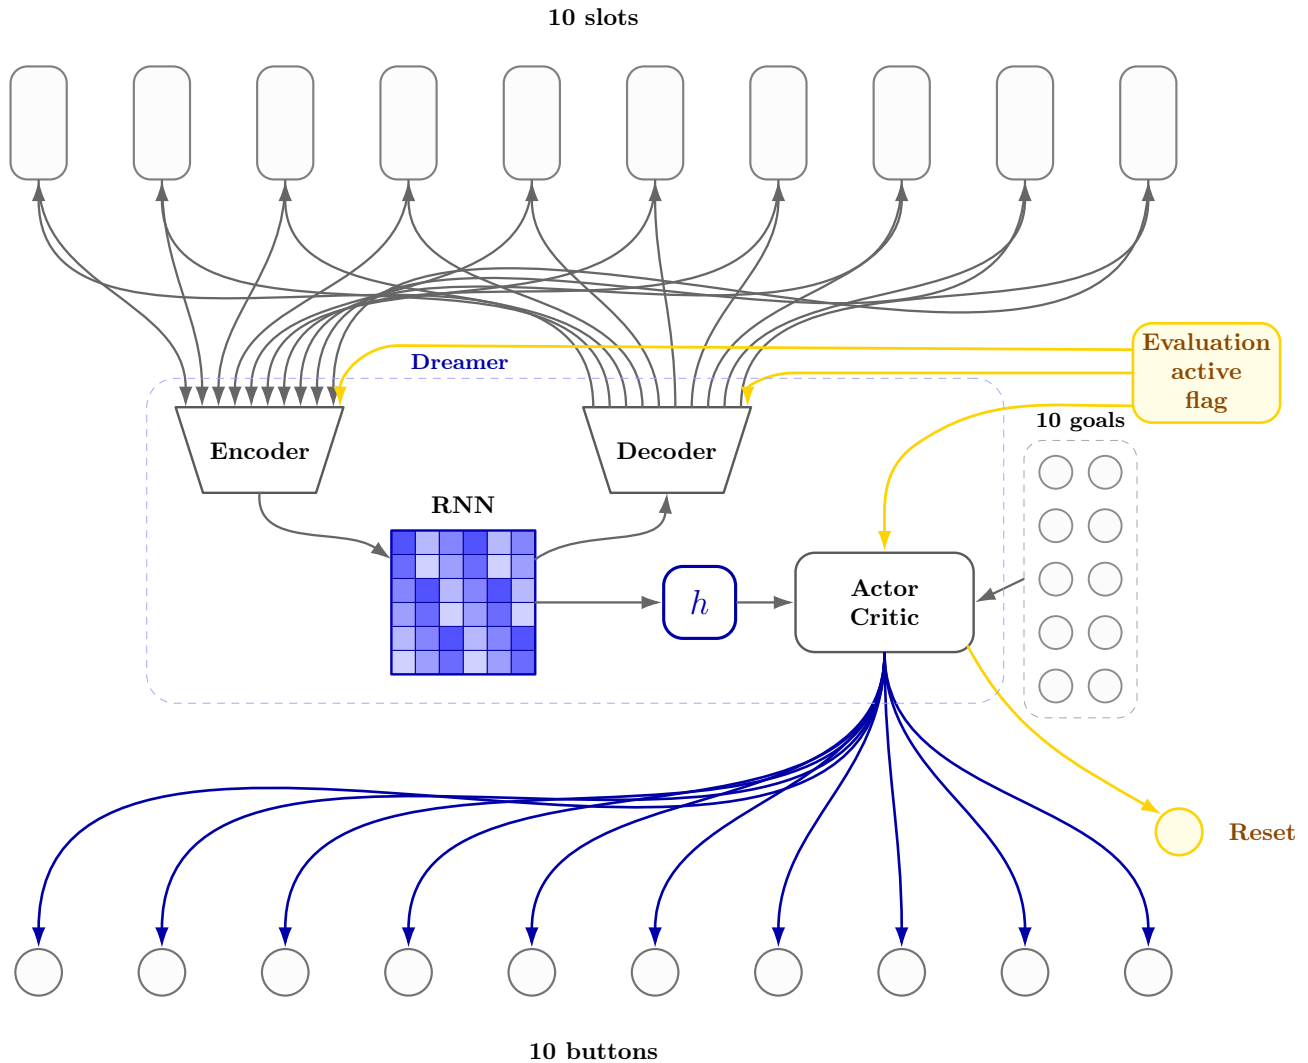 10 slots
Evaluation
active
flag
Dreamer
10 goals
Encoder
Decoder
RNN
h
Actor
Critic
Reset
10 buttons